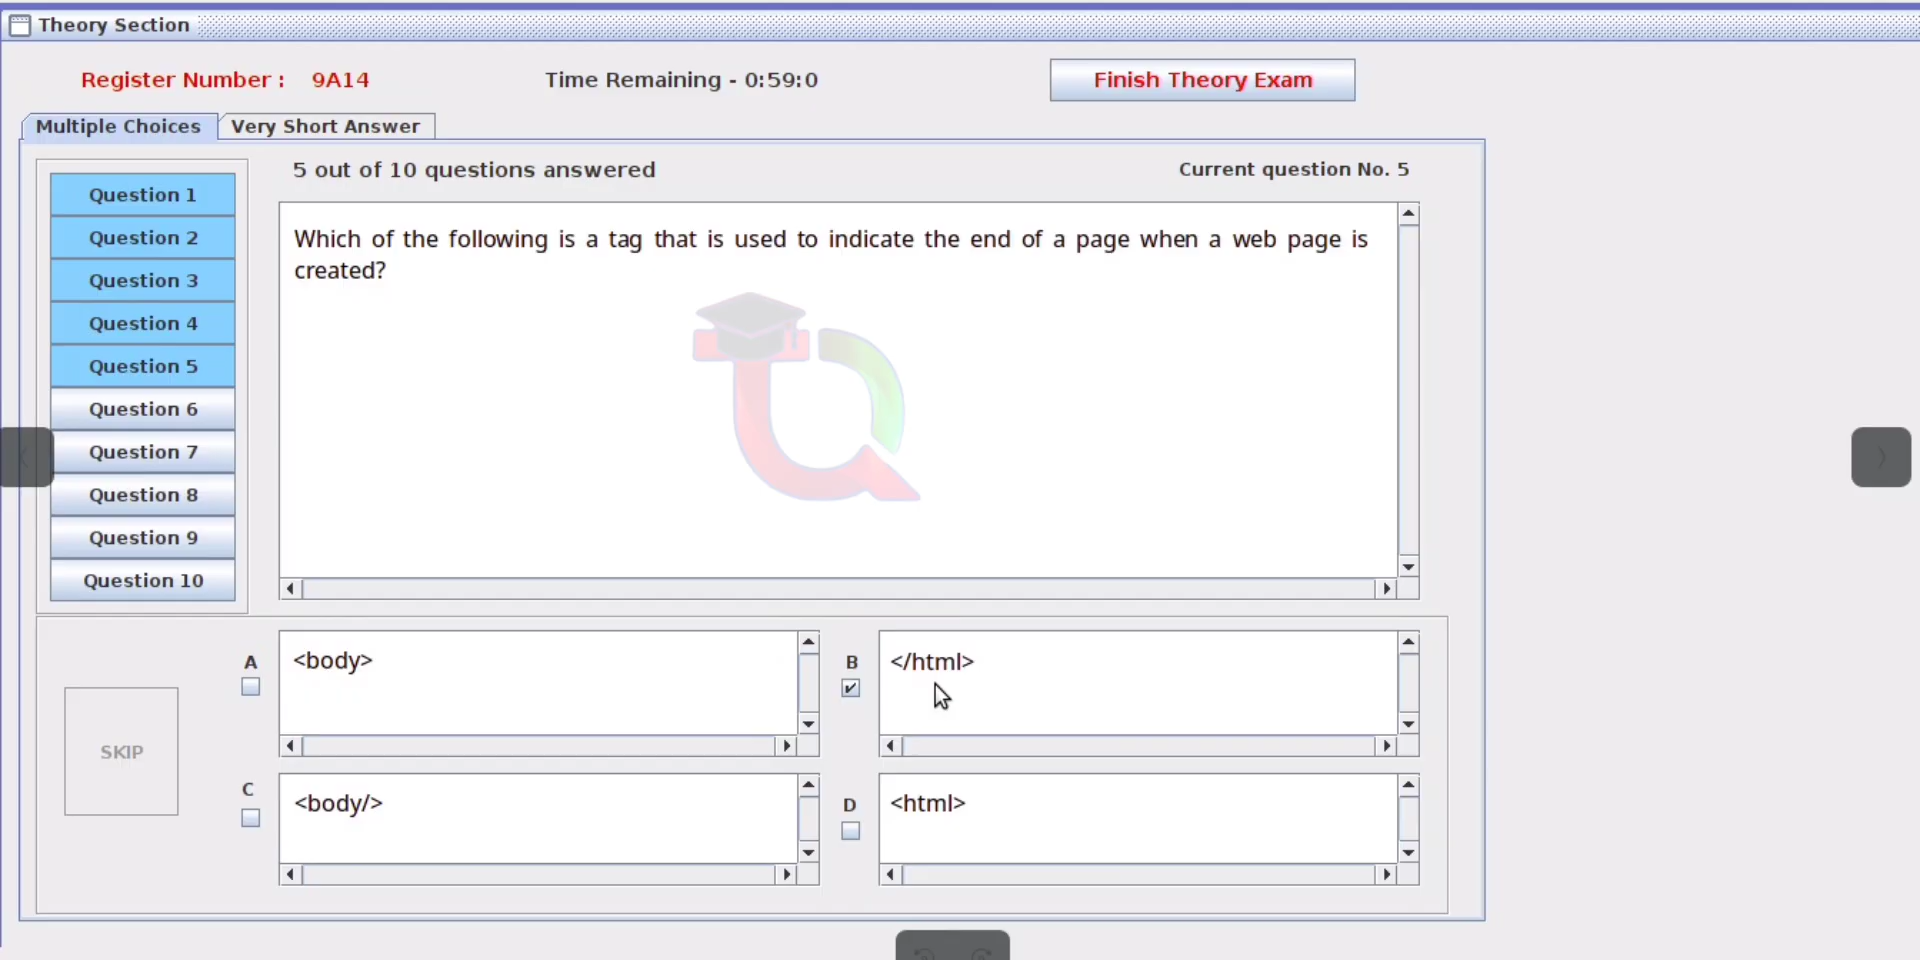 Theory Section
Register Number : 9A14
Time Remaining - 0:59:0
Finish Theory Exam
Multiple Choices
Very Short Answer
5 out of 10 questions answered
Current question No. 5
Question 1
Question 2
Question 3
Question 4
Question 5
Question 6
Question 7
Question 8
Question 9
Question 10
Which of the following is a tag that is used to indicate the end of a page when a web page is
created?
SKIP
A
<body>
B
</html>
C
<body/>
D
<html>